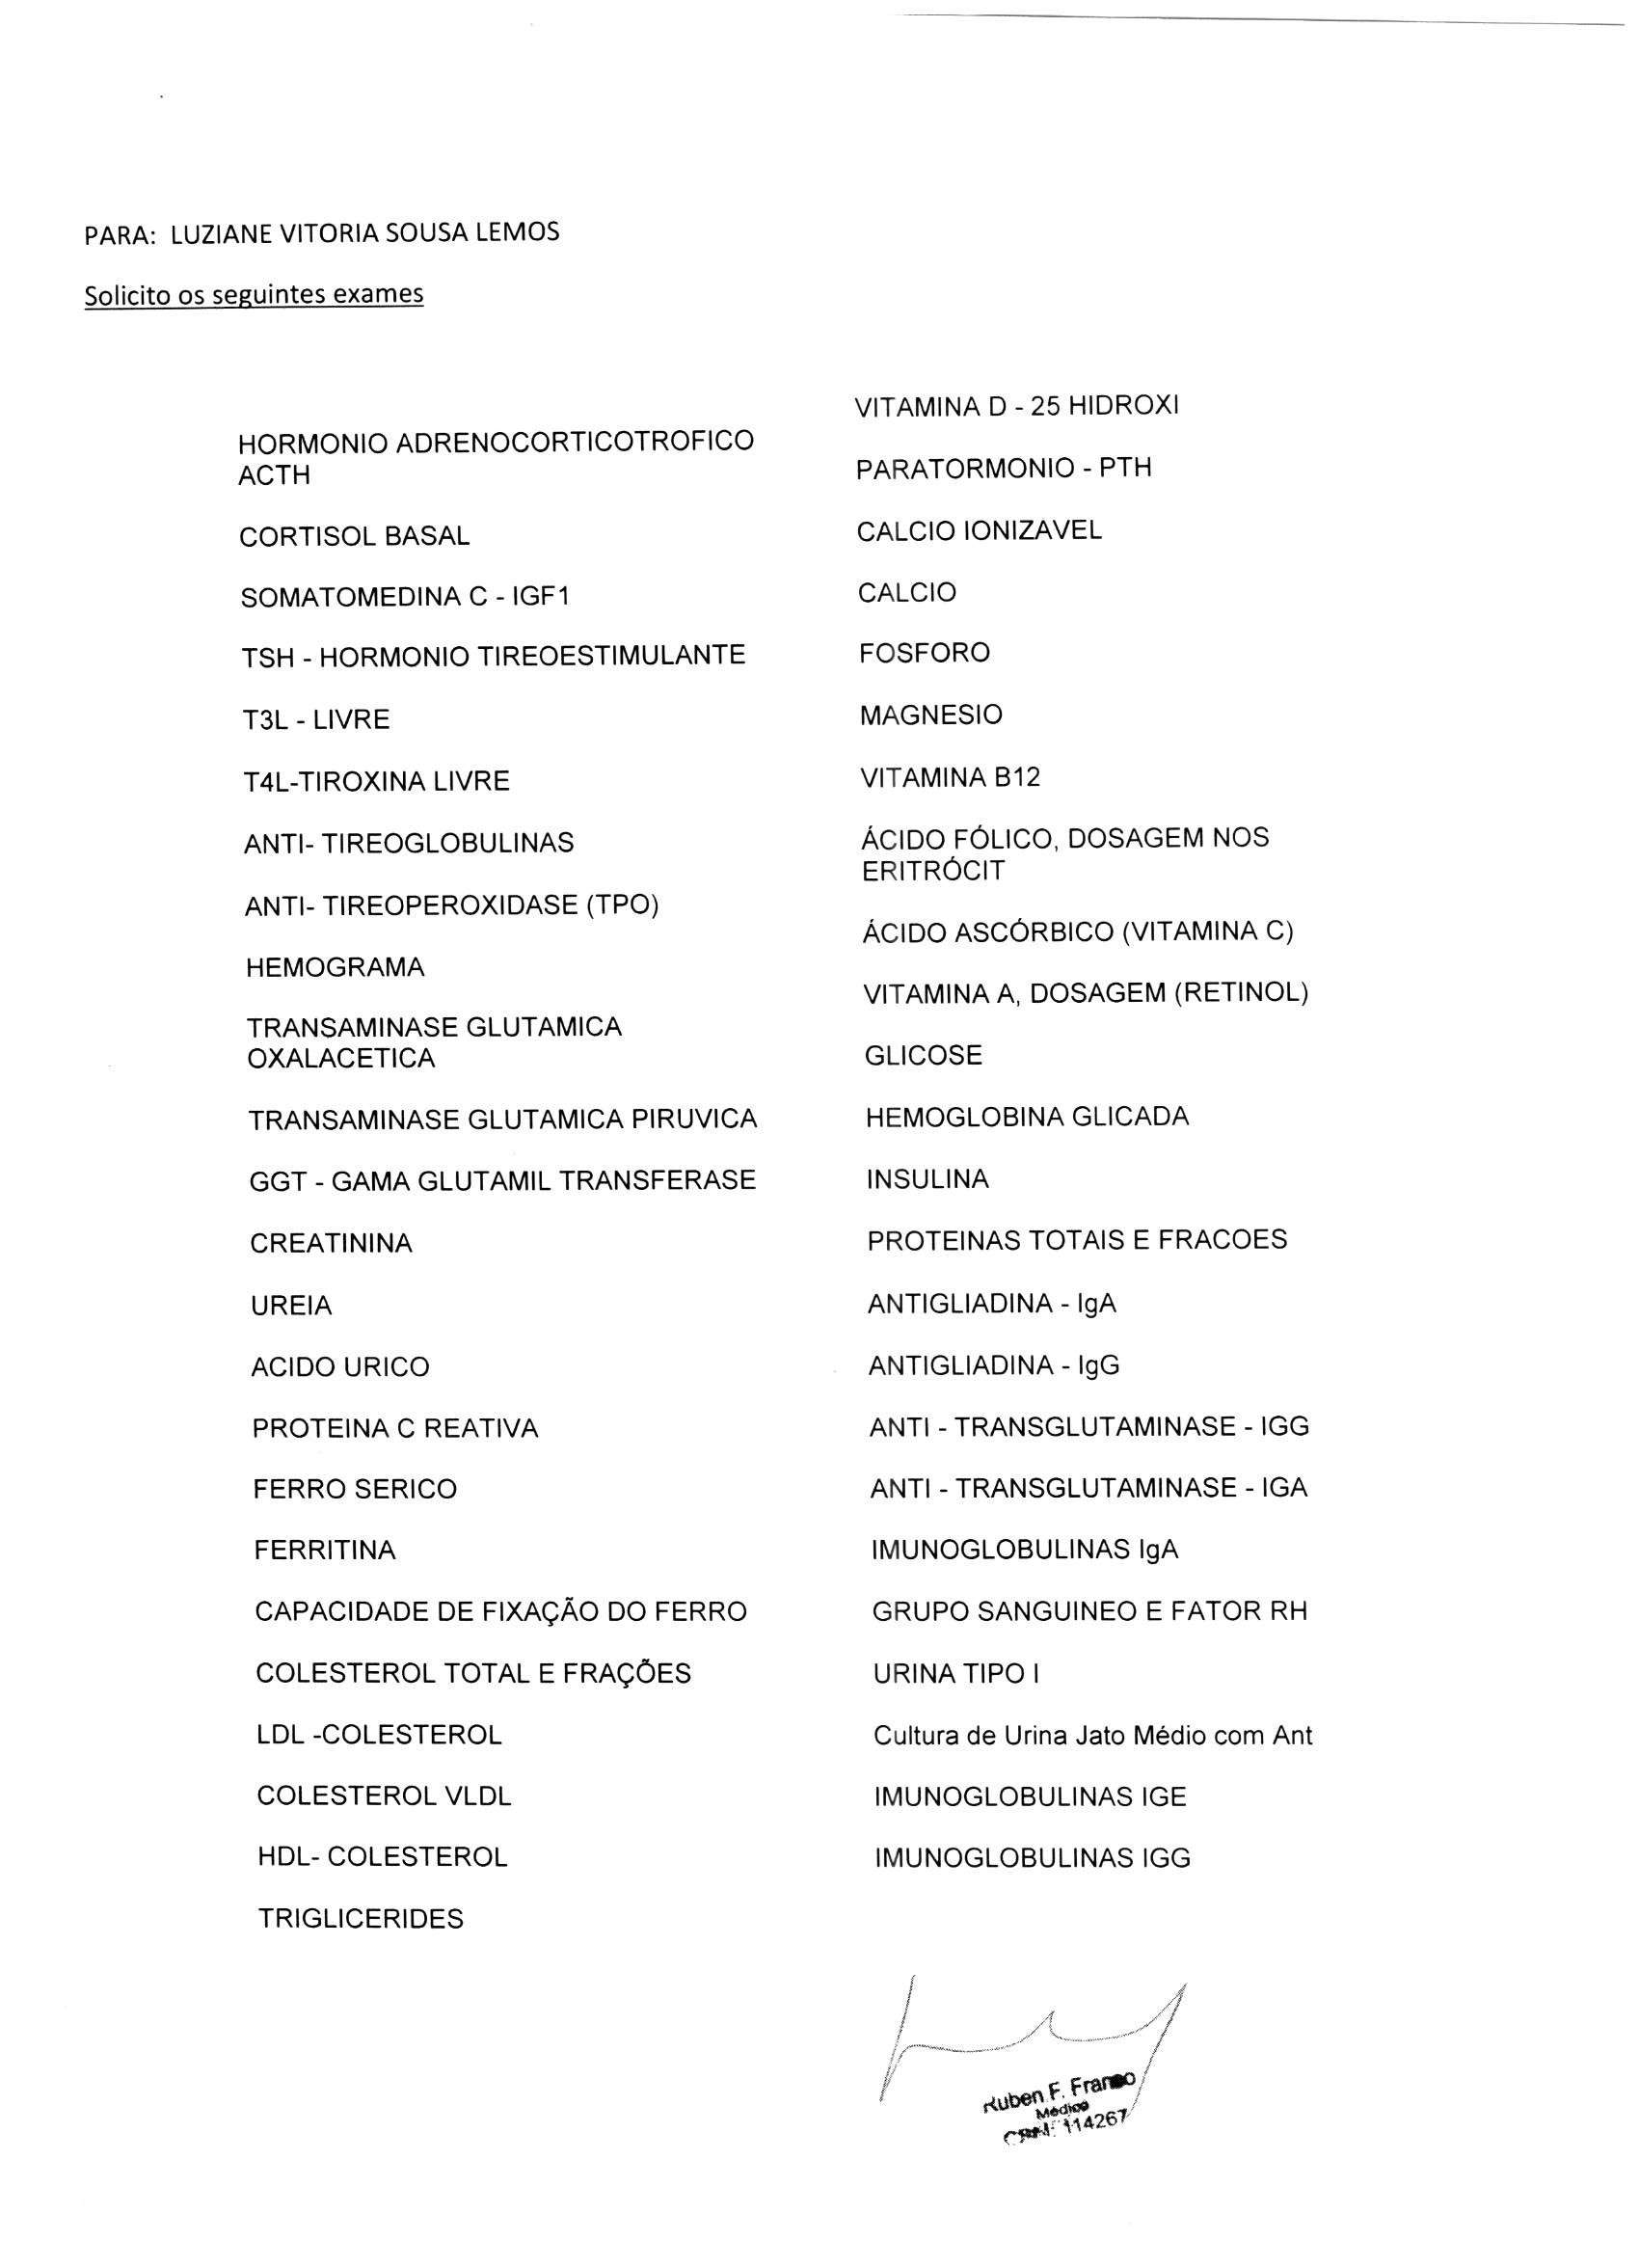 PARA: LUZIANE VITORIA SOUSA LEMOS
Solicito os seguintes exames
HORMONIO ADRENOCORTICOTROFICO
ACTH
CORTISOL BASAL
SOMATOMEDINA C - IGF1
TSH - HORMONIO TIREOESTIMULANTE
T3L - LIVRE
T4L-TIROXINA LIVRE
ANTI- TIREOGLOBULINAS
ANTI- TIREOPEROXIDASE (TPO)
HEMOGRAMA
TRANSAMINASE GLUTAMICA
OXALACETICA
TRANSAMINASE GLUTAMICA PIRUVICA
GGT - GAMA GLUTAMIL TRANSFERASE
CREATININA
UREIA
ACIDO URICO
PROTEINA C REATIVA
FERRO SERICO
FERRITINA
CAPACIDADE DE FIXAÇÃO DO FERRO
COLESTEROL TOTAL E FRAÇÕES
LDL -COLESTEROL
COLESTEROL VLDL
HDL- COLESTEROL
TRIGLICERIDES
VITAMINA D - 25 HIDROXI
PARATORMONIO - PTH
CALCIO IONIZAVEL
CALCIO
FOSFORO
MAGNESIO
VITAMINA B12
ÁCIDO FÓLICO, DOSAGEM NOS
ERITRÓCIT
ÁCIDO ASCÓRBICO (VITAMINA C)
VITAMINA A, DOSAGEM (RETINOL)
GLICOSE
HEMOGLOBINA GLICADA
INSULINA
PROTEINAS TOTAIS E FRACOES
ANTIGLIADINA - IgA
ANTIGLIADINA - IgG
ANTI - TRANSGLUTAMINASE - IGG
ANTI - TRANSGLUTAMINASE - IGA
IMUNOGLOBULINAS IgA
GRUPO SANGUINEO E FATOR RH
URINA TIPO I
Cultura de Urina Jato Médio com Ant
IMUNOGLOBULINAS IGE
IMUNOGLOBULINAS IGG
Ruben F.
Médico
114267